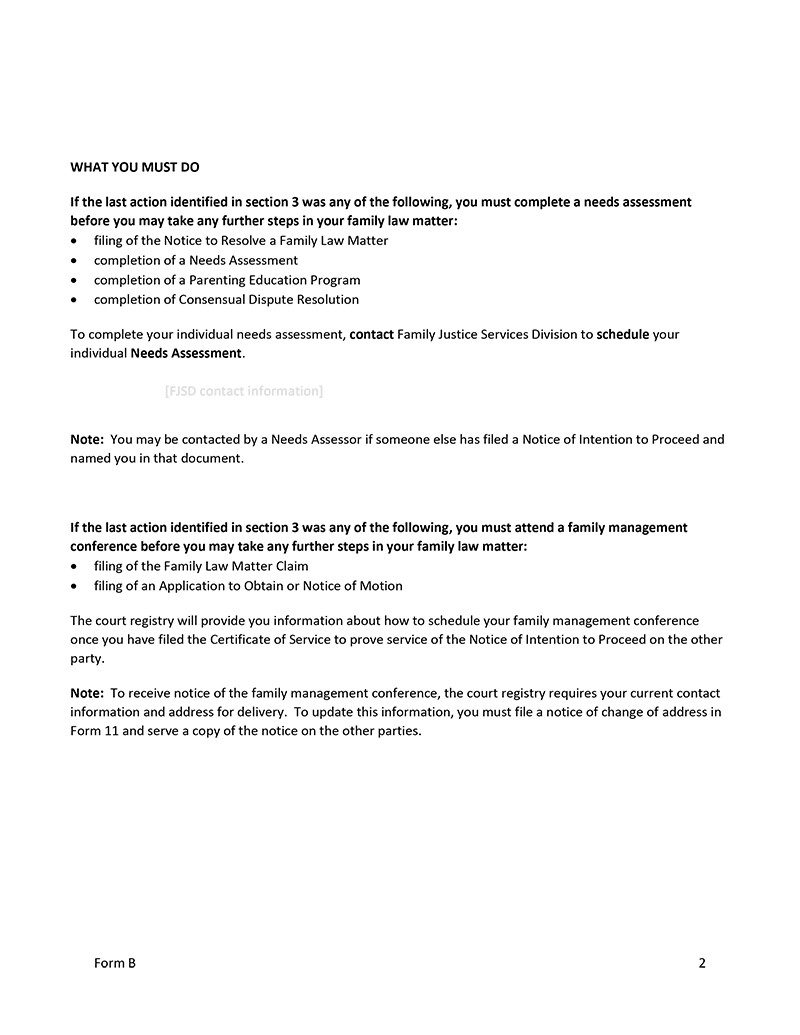 WHAT YOU MUST DO
If the last action identified in section 3 was any of the following, you must complete a needs assessment
before you may take any further steps in your family law matter:
• filing of the Notice to Resolve a Family Law Matter
• completion of a Needs Assessment
• completion of a Parenting Education Program
• completion of Consensual Dispute Resolution
To complete your individual needs assessment, contact Family Justice Services Division to schedule your
individual Needs Assessment.
[FJSD contact information]
Note:  You may be contacted by a Needs Assessor if someone else has filed a Notice of Intention to Proceed and
named you in that document.
If the last action identified in section 3 was any of the following, you must attend a family management
conference before you may take any further steps in your family law matter:
• filing of the Family Law Matter Claim
• filing of an Application to Obtain or Notice of Motion
The court registry will provide you information about how to schedule your family management conference
once you have filed the Certificate of Service to prove service of the Notice of Intention to Proceed on the other
party.
Note:  To receive notice of the family management conference, the court registry requires your current contact
information and address for delivery.  To update this information, you must file a notice of change of address in
Form 11 and serve a copy of the notice on the other parties.
Form B 2